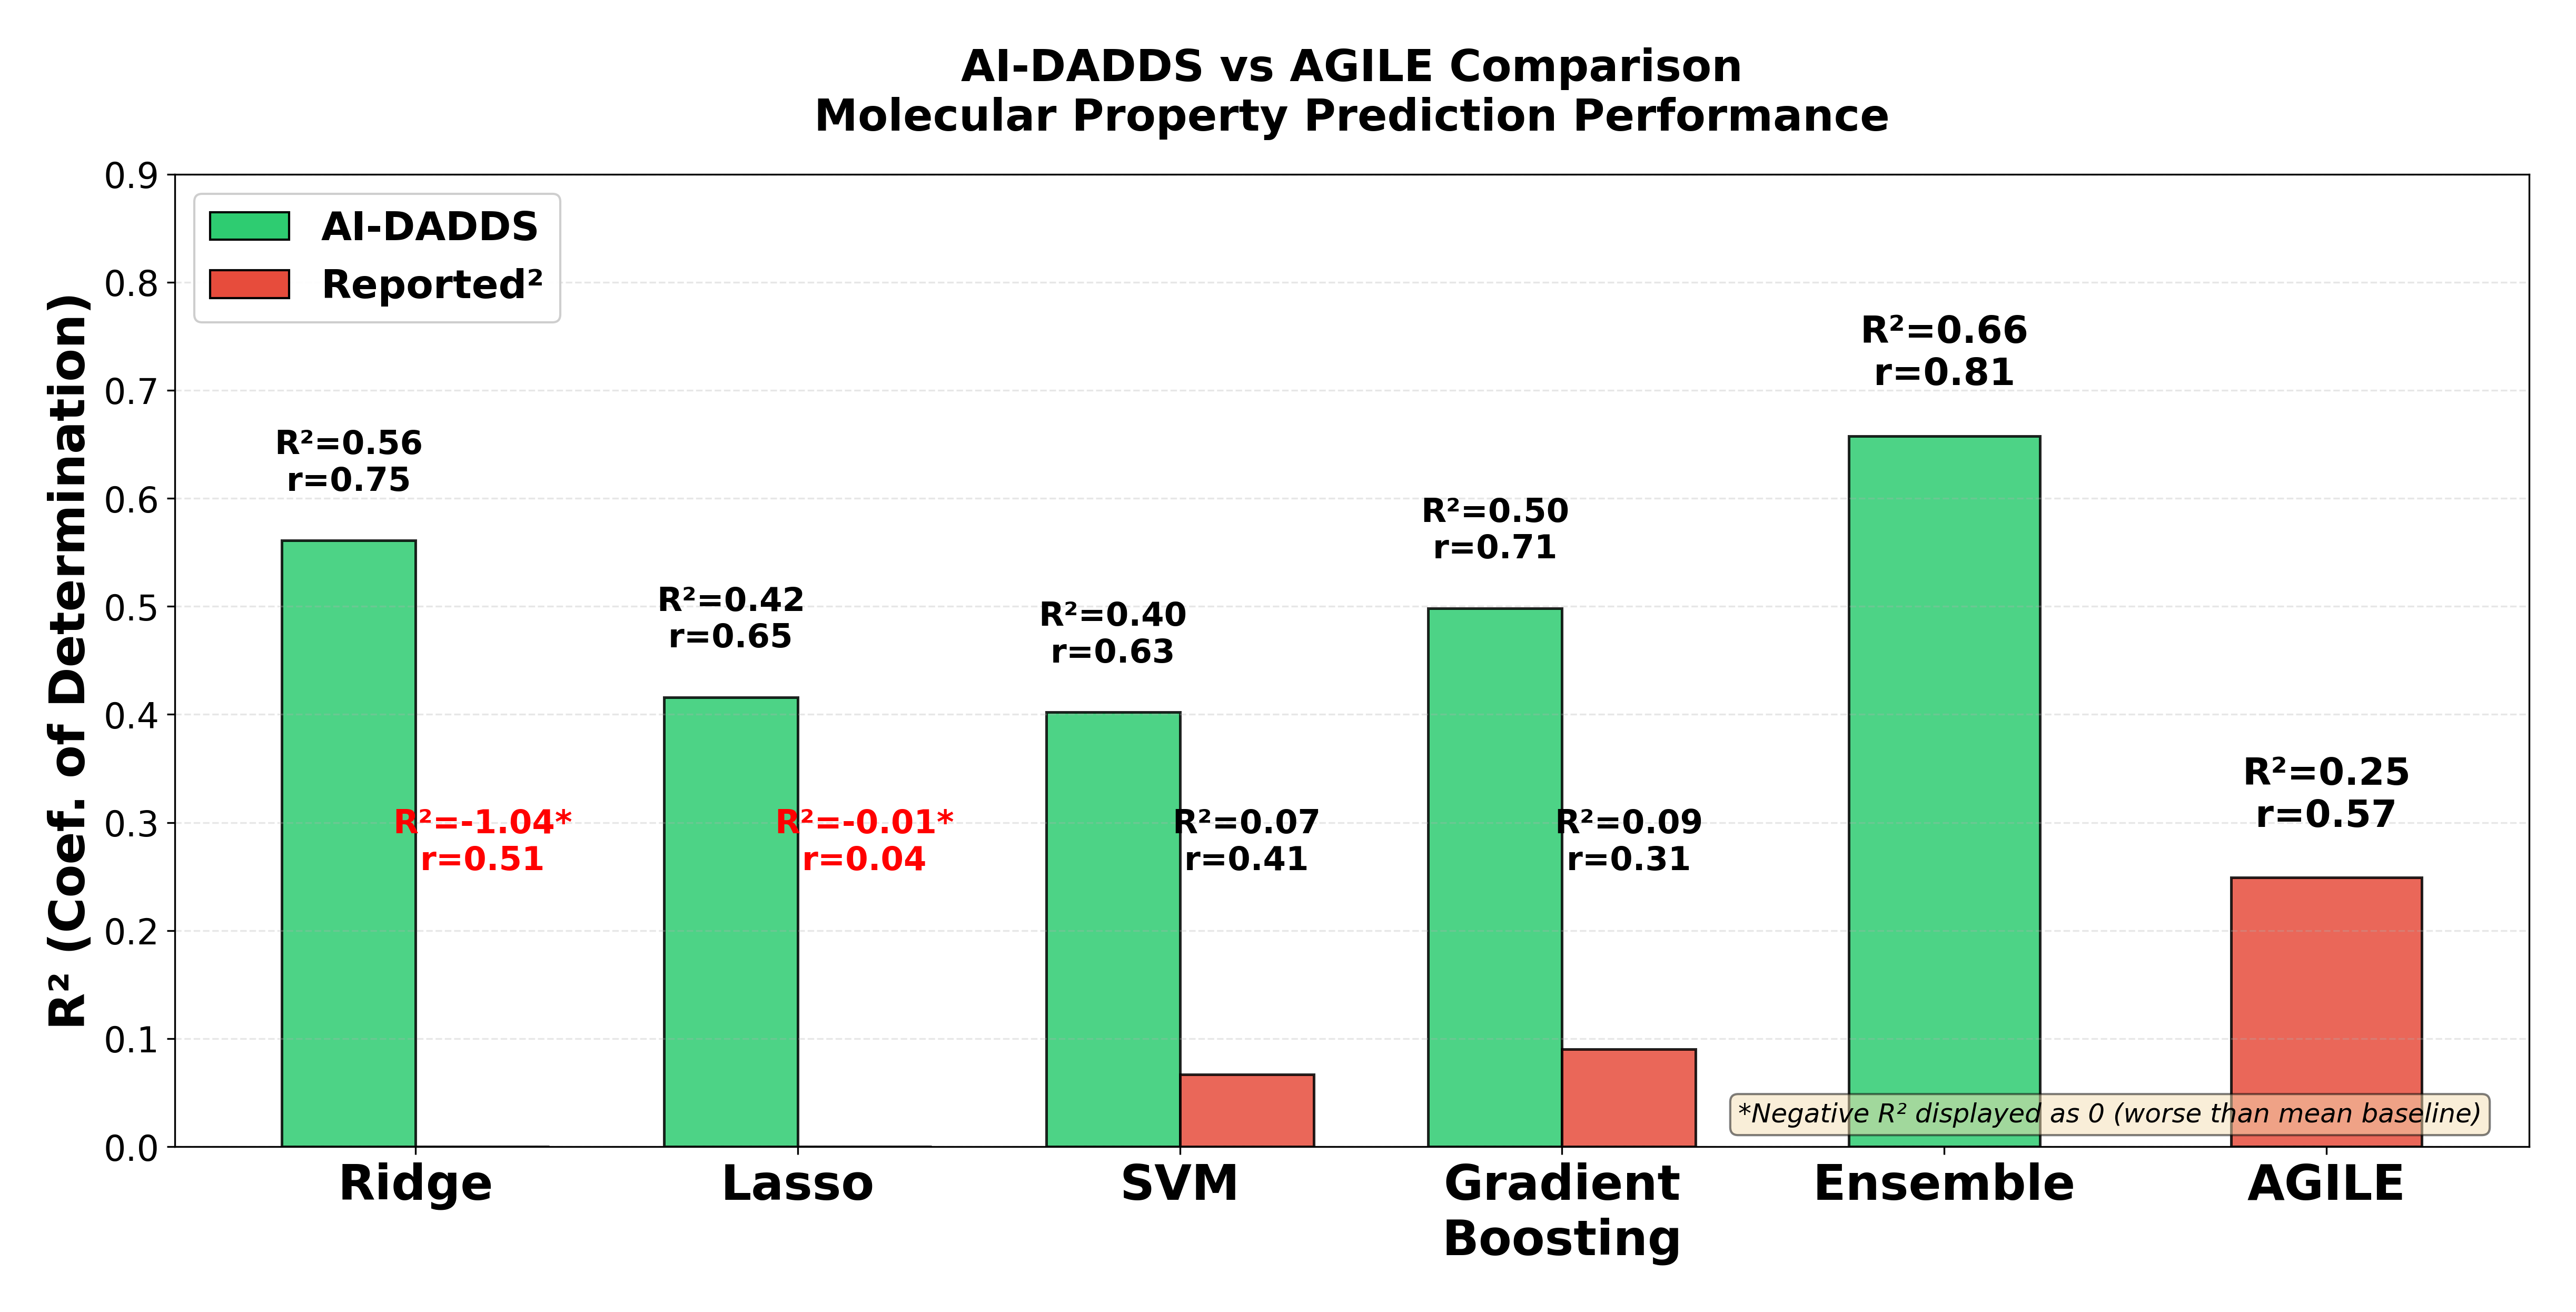 AI-DADDS vs AGILE Comparison
Molecular Property Prediction Performance
R² (Coef. of Determination)
0.9
0.8
0.7
0.6
0.5
0.4
0.3
0.2
0.1
0.0
AI-DADDS
Reported²
R²=0.56
r=0.75
R²=-1.04*
r=0.51
R²=0.42
r=0.65
R²=-0.01*
r=0.04
R²=0.40
r=0.63
R²=0.07
r=0.41
R²=0.50
r=0.71
R²=0.09
r=0.31
R²=0.66
r=0.81
R²=0.25
r=0.57
*Negative R² displayed as 0 (worse than mean baseline)
Ridge
Lasso
SVM
Gradient
Boosting
Ensemble
AGILE